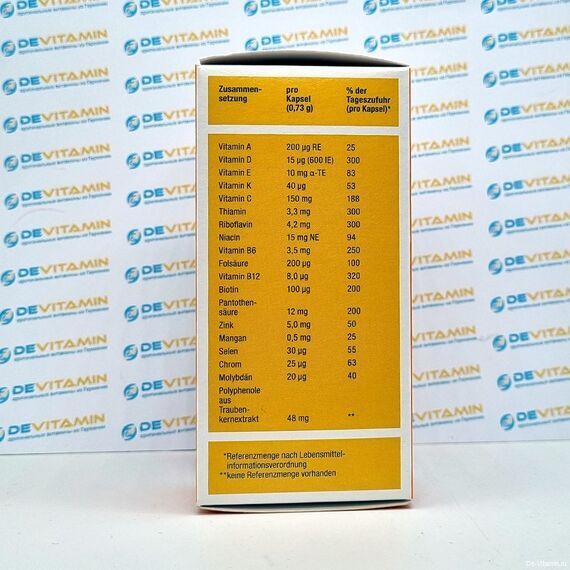 DEVITAMIN
оригинальные витамины из Германии
Zusammen- pro % der
setzung Kapsel Tageszufuhr
(0,73 g) (pro Kapsel)*
Vitamin A 200 µg RE 25
Vitamin D 15 µg (600 IE) 300
Vitamin E 10 mg α-TE 83
Vitamin K 40 µg 53
Vitamin C 150 mg 188
Thiamin 3,3 mg 300
Riboflavin 4,2 mg 300
Niacin 15 mg NE 94
Vitamin B6 3,5 mg 250
Folsäure 200 µg 100
Vitamin B12 8,0 µg 320
Biotin 100 µg 200
Pantothen-
säure 12 mg 200
Zink 5,0 mg 50
Mangan 0,5 mg 25
Selen 30 µg 55
Chrom 25 µg 63
Molybdän 20 µg 40
Polyphenole
aus
Trauben-
kernextrakt 48 mg **
*Referenzmenge nach Lebensmittel-
informationsverordnung
**keine Referenzmenge vorhanden
De-Vitamin.ru